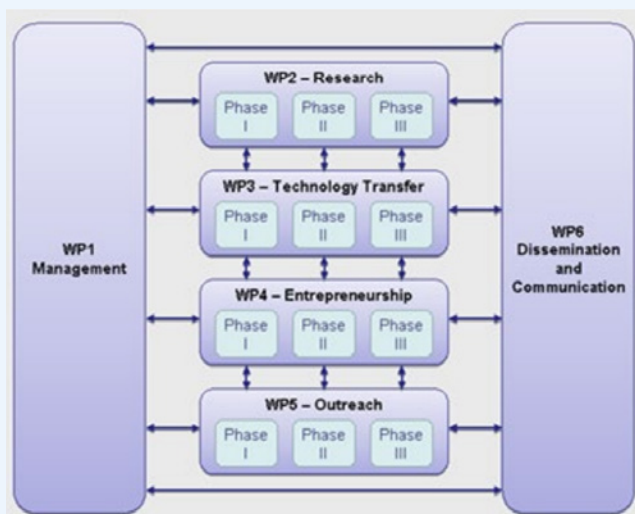 WP1
Management
WP2 – Research
Phase
I
Phase
II
Phase
III
WP3 – Technology Transfer
Phase
I
Phase
II
Phase
III
WP4 – Entrepreneurship
Phase
I
Phase
II
Phase
III
WP5 – Outreach
Phase
I
Phase
II
Phase
III
WP6
Dissemination
and
Communication